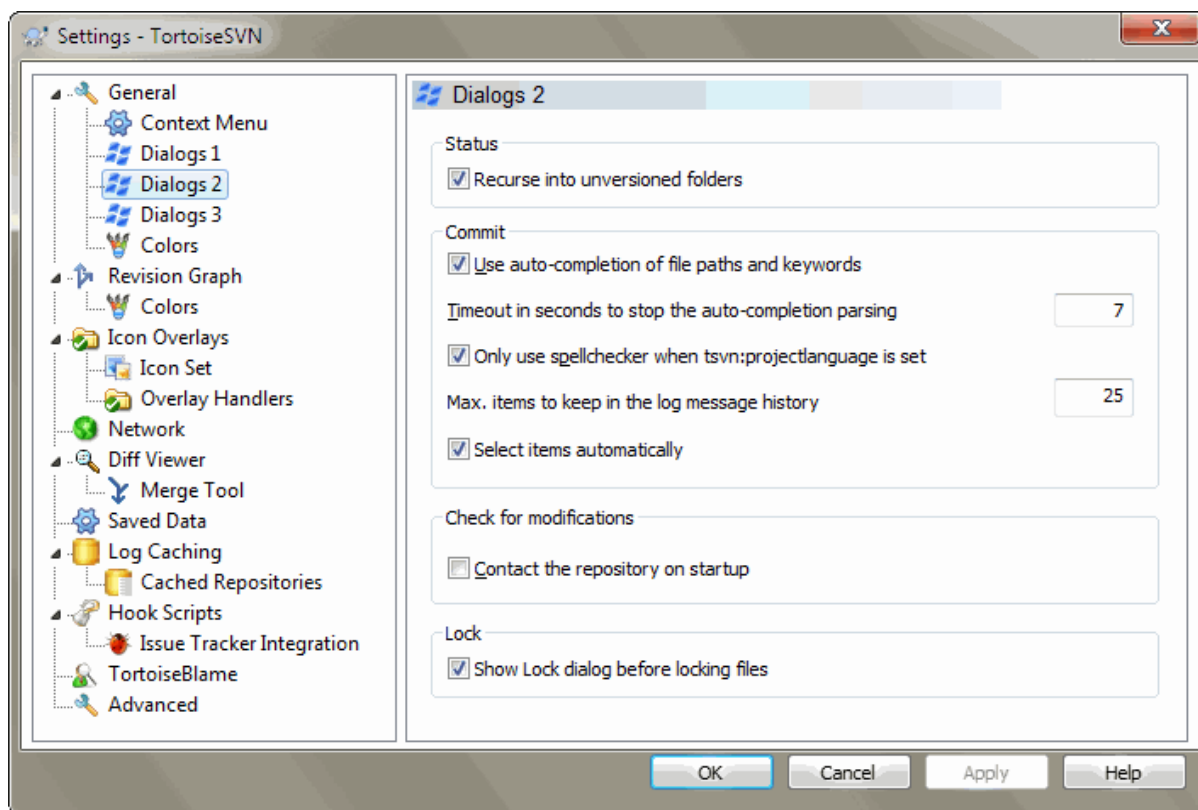 Settings - TortoiseSVN
X
General
Context Menu
Dialogs 1
Dialogs 2
Dialogs 3
Colors
Revision Graph
Colors
Icon Overlays
Icon Set
Overlay Handlers
Network
Diff Viewer
Merge Tool
Saved Data
Log Caching
Cached Repositories
Hook Scripts
Issue Tracker Integration
TortoiseBlame
Advanced
Dialogs 2
Status
Recurse into unversioned folders
Commit
Use auto-completion of file paths and keywords
Timeout in seconds to stop the auto-completion parsing 7
Only use spellchecker when tsvn:projectlanguage is set
Max. items to keep in the log message history 25
Select items automatically
Check for modifications
Contact the repository on startup
Lock
Show Lock dialog before locking files
OK Cancel Apply Help